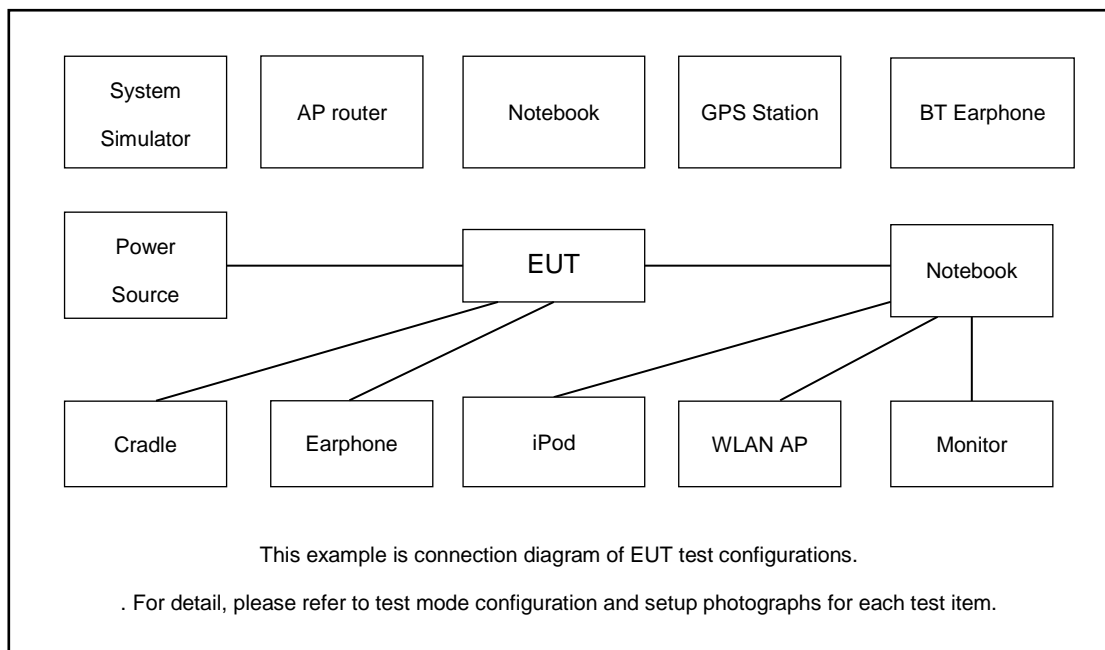 System
Simulator
AP router
Notebook
GPS Station
BT Earphone
Power
Source
EUT
Notebook
Cradle
Earphone
iPod
WLAN AP
Monitor
This example is connection diagram of EUT test configurations.
. For detail, please refer to test mode configuration and setup photographs for each test item.